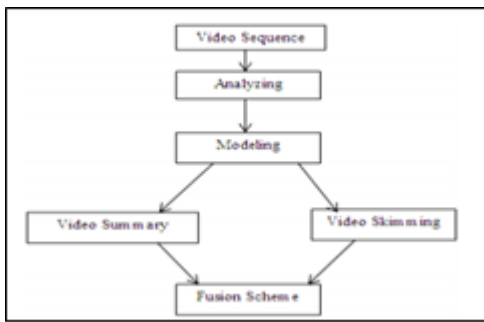 Video Sequence
Analyzing
Modeling
Video Summary
Video Skimming
Fusion Scheme